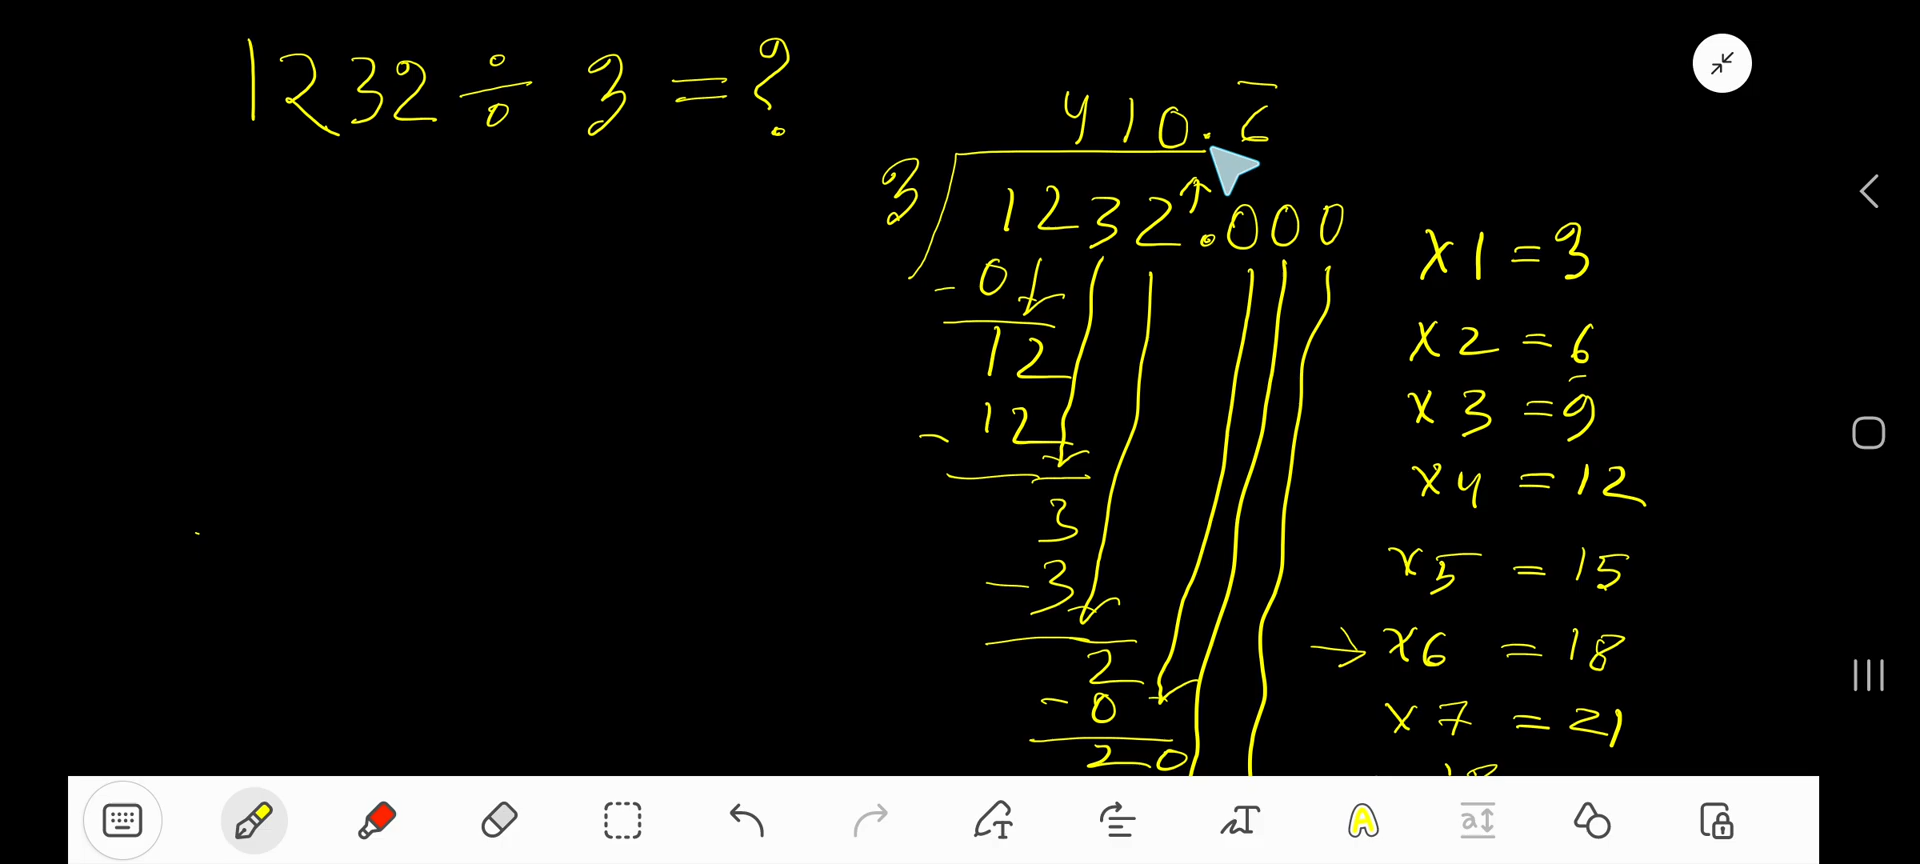 1232 ÷ 3 = ?
410.6̅
3
1232.000
- 01
12
- 12
3
- 3
2
- 0
20
x1 = 3
x2 = 6
x3 = 9
x4 = 12
x5 = 15
→ x6 = 18
x7 = 21